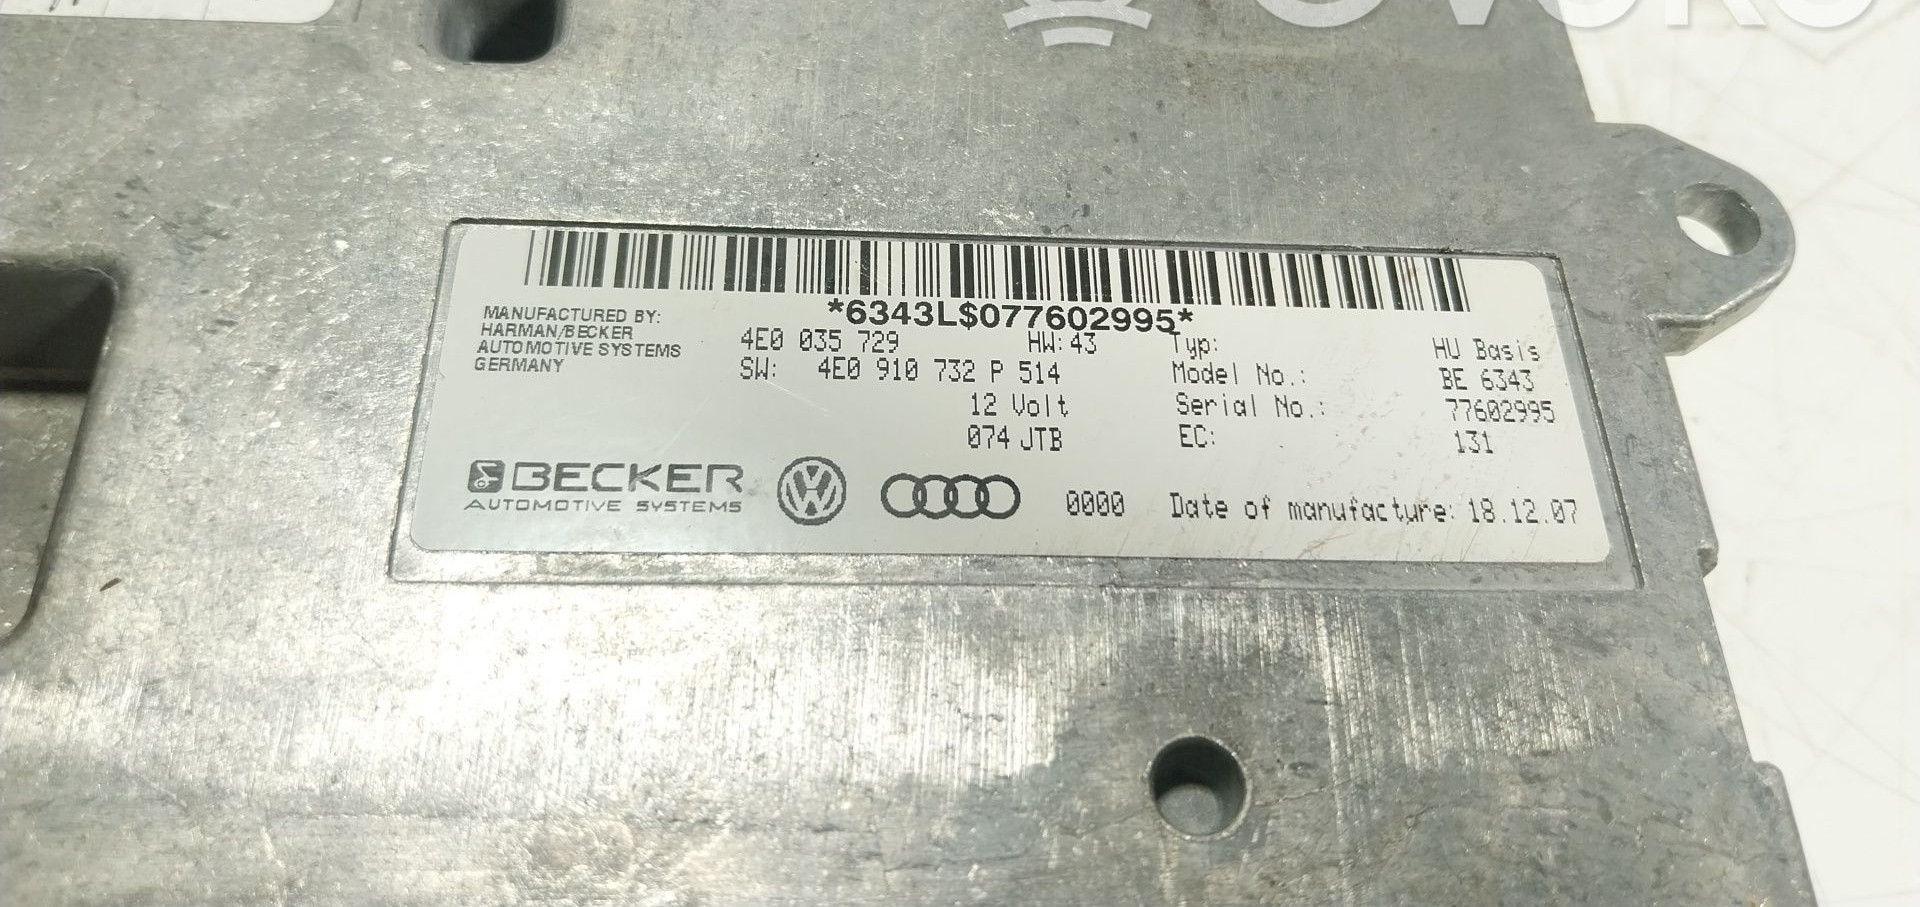 *6343L$077602995*
MANUFACTURED BY:
HARMAN/BECKER
AUTOMOTIVE SYSTEMS
GERMANY
4E0 035 729 HW:43
SW: 4E0 910 732 P 514
12 Volt
074 JTB
Typ: HU Basis
Model No.: BE 6343
Serial No.: 77602995
EC: 131
BECKER
AUTOMOTIVE SYSTEMS
0000 Date of manufacture: 18.12.07